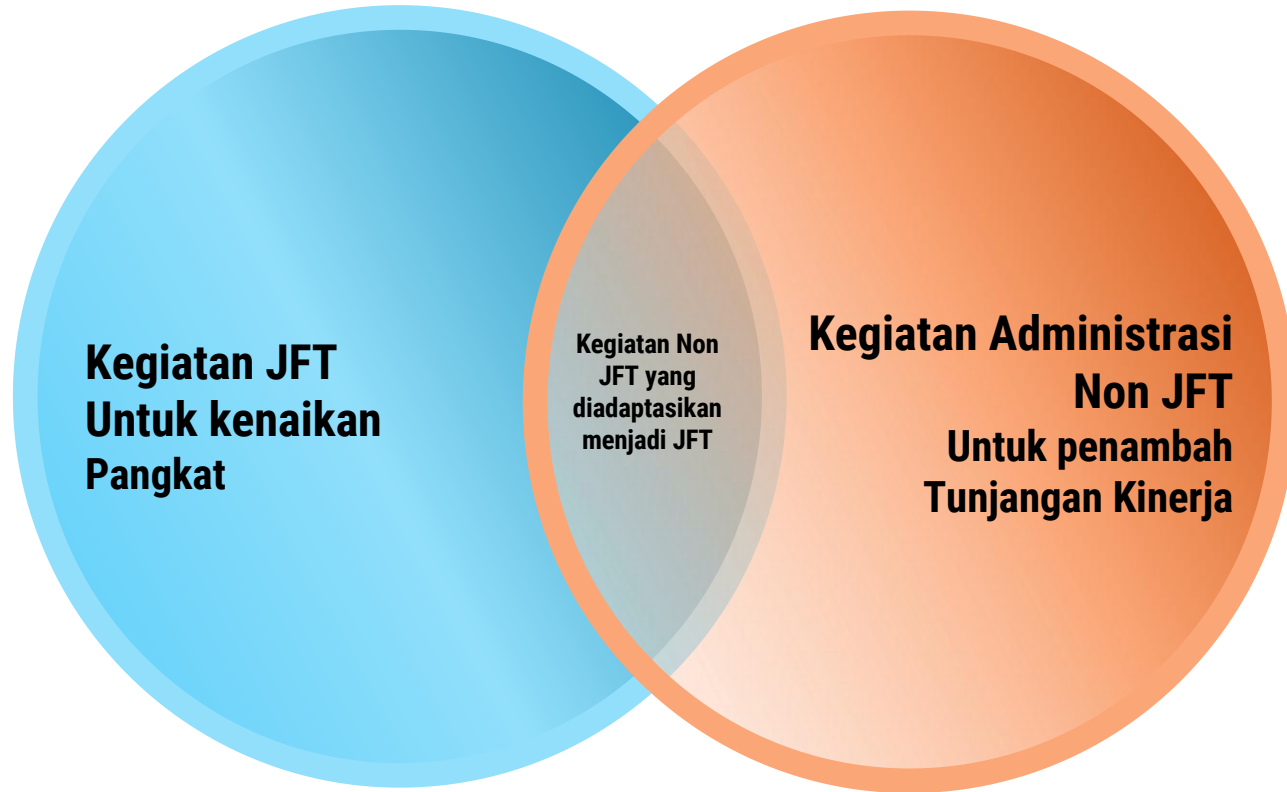 Kegiatan JFT
Untuk kenaikan
Pangkat
Kegiatan Non
JFT yang
diadaptasikan
menjadi JFT
Kegiatan Administrasi
Non JFT
Untuk penambah
Tunjangan Kinerja